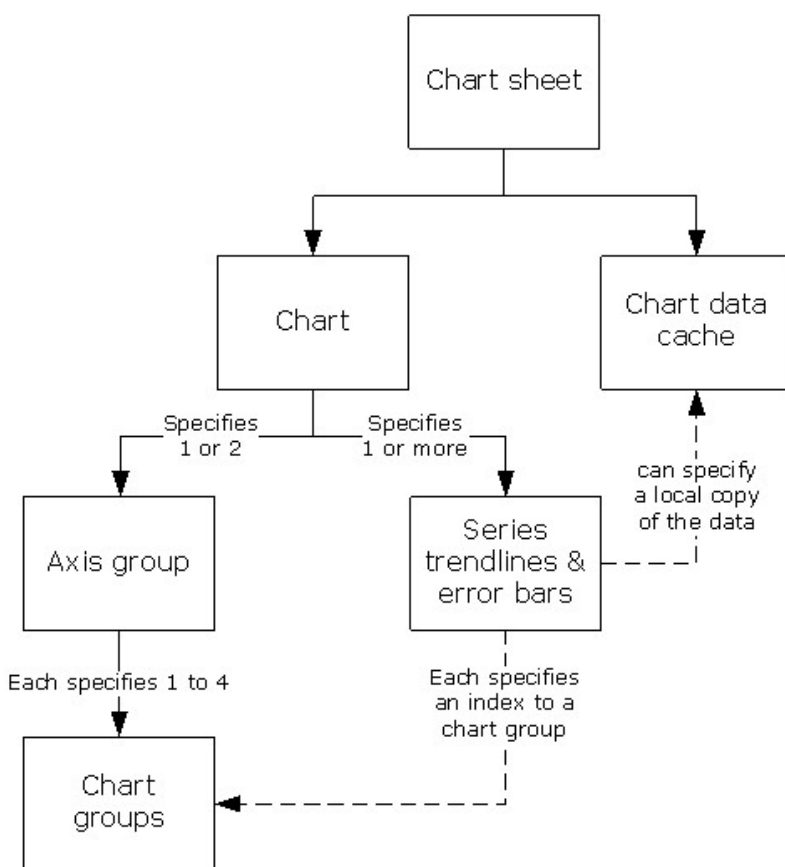 Chart sheet
Chart
Chart data
cache
Specifies
1 or 2
Specifies
1 or more
can specify
a local copy
of the data
Axis group
Series
trendlines &
error bars
Each specifies 1 to 4
Each specifies
an index to a
chart group
Chart
groups